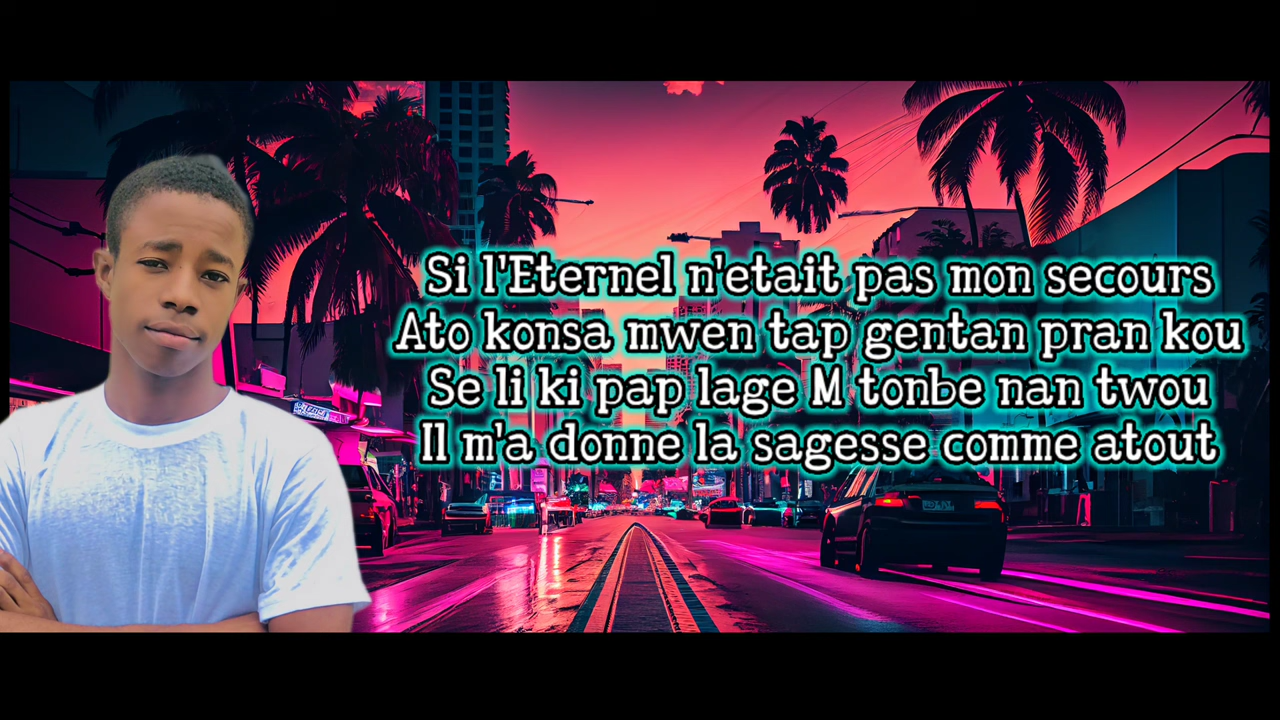 Si l'Eternel n'etait pas mon secours
Ato konsa mwen tap gentan pran kou
Se li ki pap lage M tonbe nan twou
Il m'a donne la sagesse comme atout